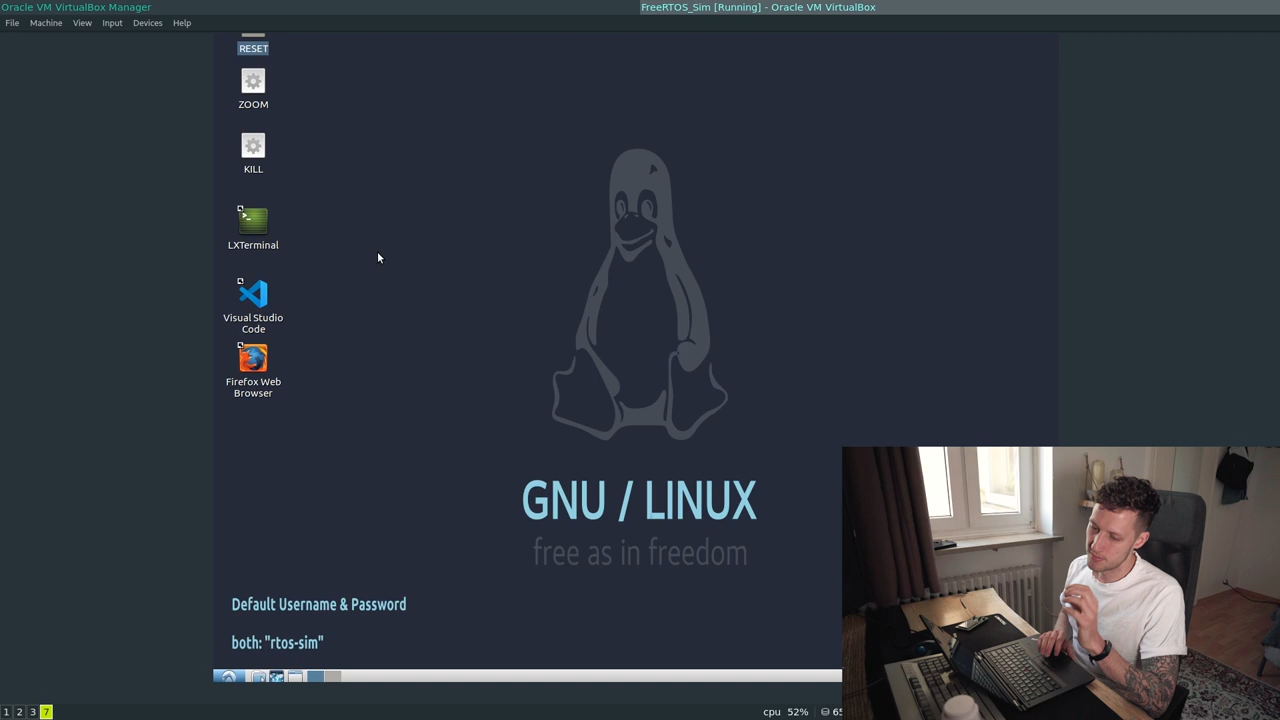 Oracle VM VirtualBox Manager
FreeRTOS_Sim [Running] - Oracle VM VirtualBox
File Machine View Input Devices Help
RESET
ZOOM
KILL
LXTerminal
Visual Studio
Code
Firefox Web
Browser
GNU / LINUX
free as in freedom
Default Username & Password
both: "rtos-sim"
1 2 3 7
cpu 52%
65